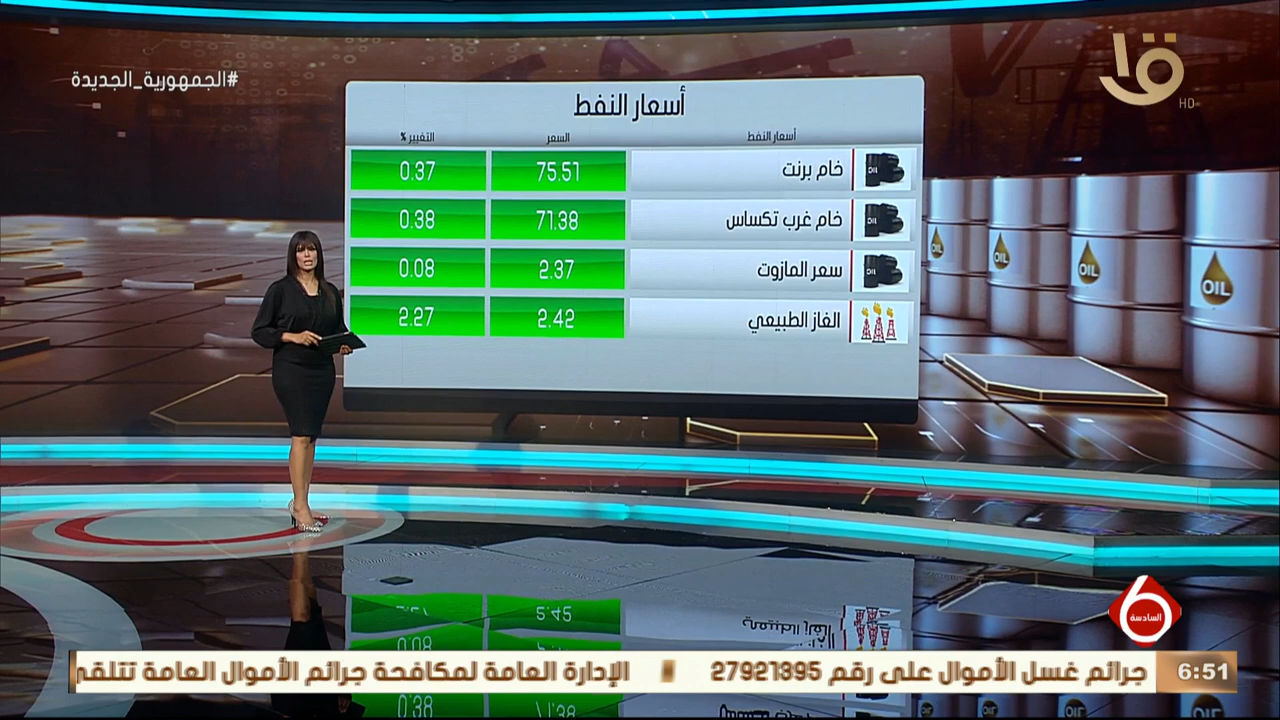 #الجمهورية_الجديدة
HD
أسعار النفط
أسعار النفط السعر التغيير %
خام برنت 75.51 0.37
خام غرب تكساس 71.38 0.38
سعر المازوت 2.37 0.08
الغاز الطبيعي 2.42 2.27
OIL
OIL
OIL
OIL
6
السادسة
6:51 جرائم غسل الأموال على رقم 27921395 الإدارة العامة لمكافحة جرائم الأموال العامة تتلقى